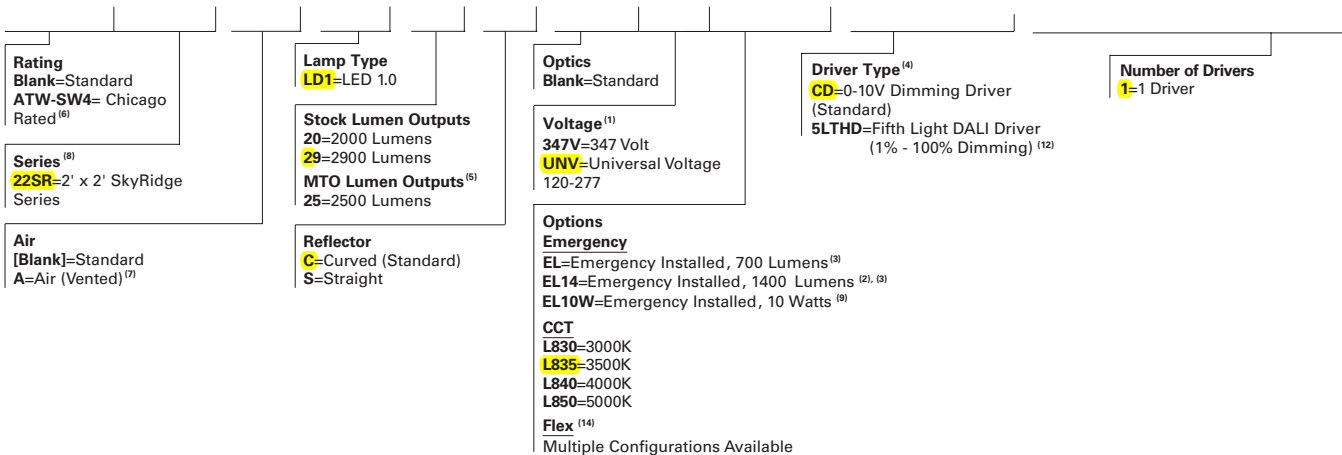 Rating
Blank=Standard
ATW-SW4= Chicago
Rated (6)
Series (8)
22SR=2' x 2' SkyRidge
Series
Air
[Blank]=Standard
A=Air (Vented) (7)
Lamp Type
LD1=LED 1.0
Stock Lumen Outputs
20=2000 Lumens
29=2900 Lumens
MTO Lumen Outputs (5)
25=2500 Lumens
Reflector
C=Curved (Standard)
S=Straight
Optics
Blank=Standard
Voltage (1)
347V=347 Volt
UNV=Universal Voltage
120-277
Options
Emergency
EL=Emergency Installed, 700 Lumens (3)
EL14=Emergency Installed, 1400 Lumens (2), (3)
EL10W=Emergency Installed, 10 Watts (9)
CCT
L830=3000K
L835=3500K
L840=4000K
L850=5000K
Flex (14)
Multiple Configurations Available
Driver Type (4)
CD=0-10V Dimming Driver
(Standard)
5LTHD=Fifth Light DALI Driver
(1% - 100% Dimming) (12)
Number of Drivers
1=1 Driver